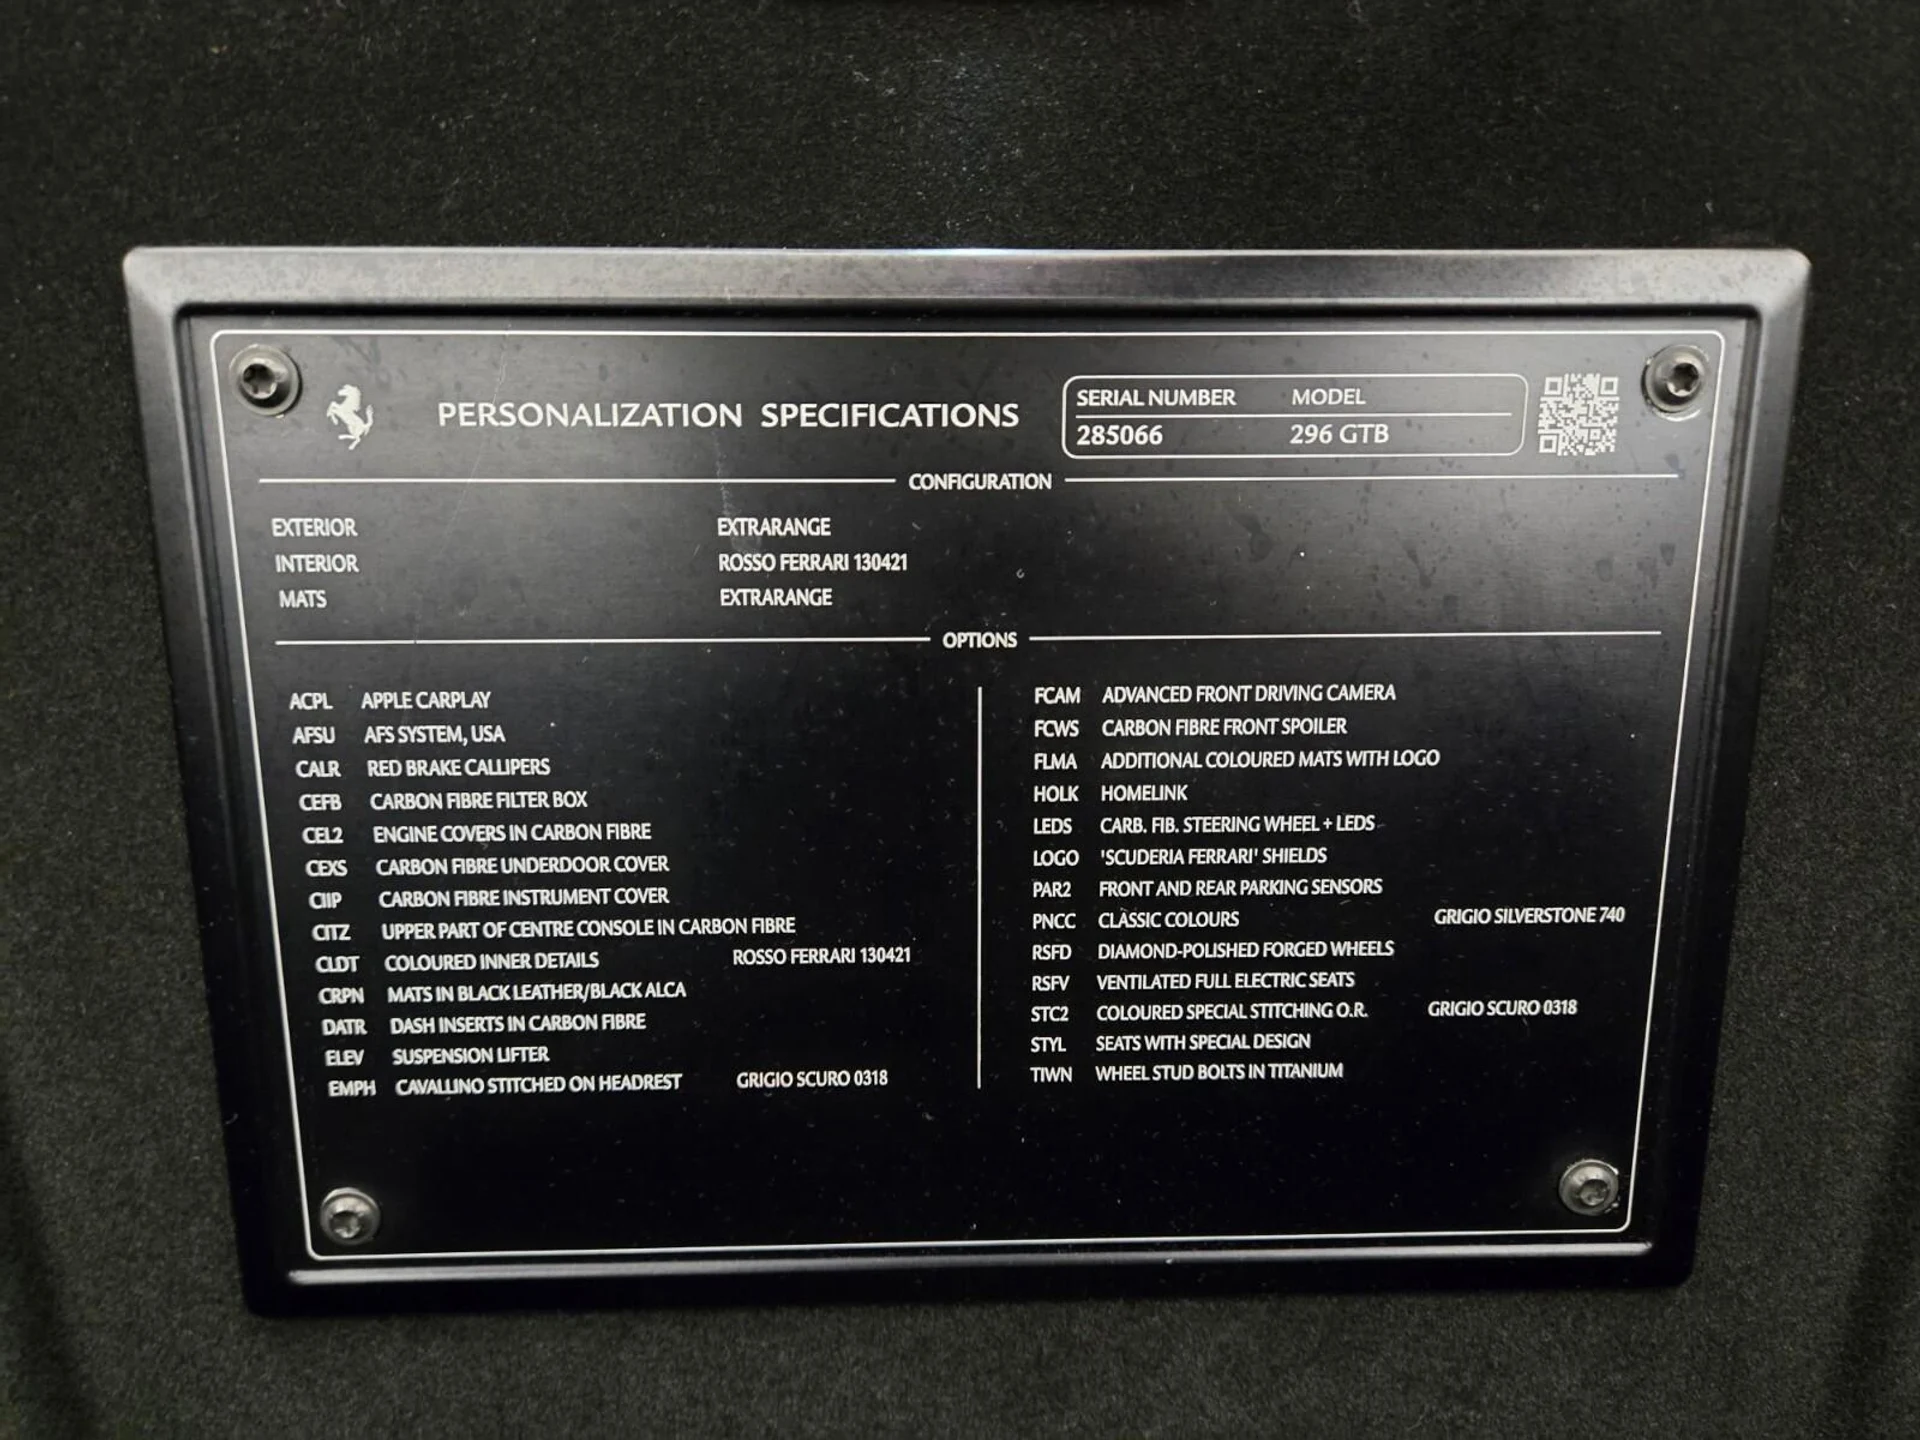 PERSONALIZATION SPECIFICATIONS
SERIAL NUMBER MODEL
285066 296 GTB
CONFIGURATION
EXTERIOR EXTRARANGE
INTERIOR ROSSO FERRARI 130421
MATS EXTRARANGE
OPTIONS
ACPL APPLE CARPLAY
AFSU AFS SYSTEM, USA
CALR RED BRAKE CALLIPERS
CEFB CARBON FIBRE FILTER BOX
CEL2 ENGINE COVERS IN CARBON FIBRE
CEXS CARBON FIBRE UNDERDOOR COVER
CIIP CARBON FIBRE INSTRUMENT COVER
CITZ UPPER PART OF CENTRE CONSOLE IN CARBON FIBRE
CLDT COLOURED INNER DETAILS ROSSO FERRARI 130421
CRPN MATS IN BLACK LEATHER/BLACK ALCA
DATR DASH INSERTS IN CARBON FIBRE
ELEV SUSPENSION LIFTER
EMPH CAVALLINO STITCHED ON HEADREST GRIGIO SCURO 0318
FCAM ADVANCED FRONT DRIVING CAMERA
FCWS CARBON FIBRE FRONT SPOILER
FLMA ADDITIONAL COLOURED MATS WITH LOGO
HOLK HOMELINK
LEDS CARB. FIB. STEERING WHEEL + LEDS
LOGO 'SCUDERIA FERRARI' SHIELDS
PAR2 FRONT AND REAR PARKING SENSORS
PNCC CLASSIC COLOURS GRIGIO SILVERSTONE 740
RSFD DIAMOND-POLISHED FORGED WHEELS
RSFV VENTILATED FULL ELECTRIC SEATS
STC2 COLOURED SPECIAL STITCHING O.R. GRIGIO SCURO 0318
STYL SEATS WITH SPECIAL DESIGN
TIWN WHEEL STUD BOLTS IN TITANIUM